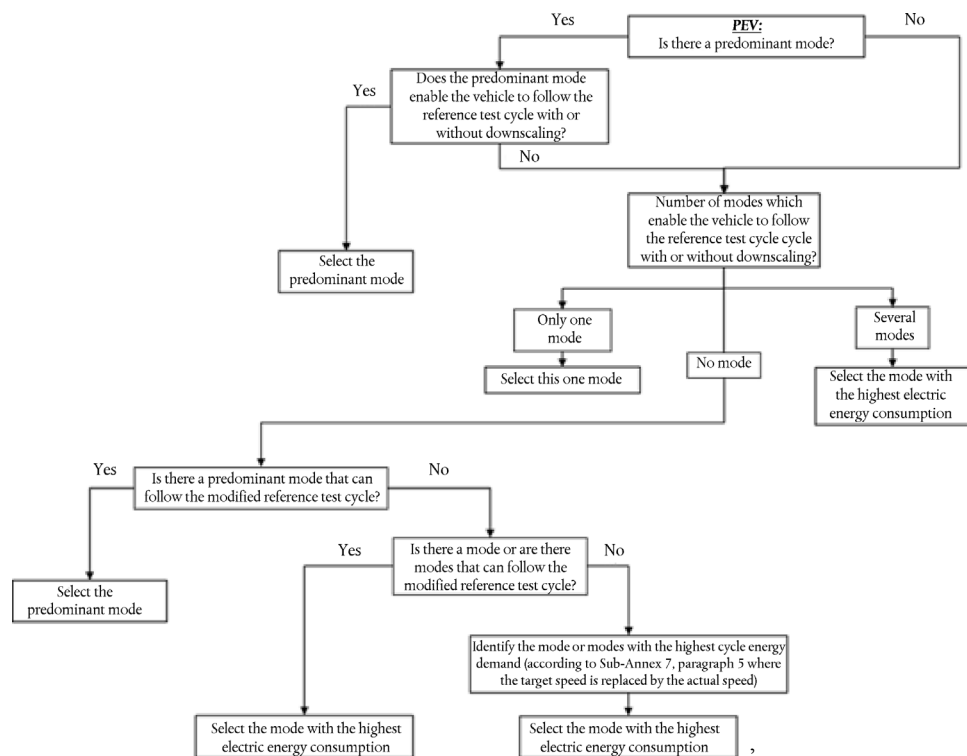 Yes
PEV:
Is there a predominant mode?
No
Yes
Does the predominant mode
enable the vehicle to follow the
reference test cycle with or
without downscaling?
No
Number of modes which
enable the vehicle to follow
the reference test cycle cycle
with or without downscaling?
Select the
predominant mode
Only one
mode
Several
modes
No mode
Select this one mode
Select the mode with
the highest electric
energy consumption
Yes
Is there a predominant mode that can
follow the modified reference test cycle?
No
Yes
Is there a mode or are there
modes that can follow the
modified reference test cycle?
No
Select the
predominant mode
Identify the mode or modes with the highest cycle energy
demand (according to Sub-Annex 7, paragraph 5 where
the target speed is replaced by the actual speed)
Select the mode with the highest
electric energy consumption
Select the mode with the highest
electric energy consumption
,